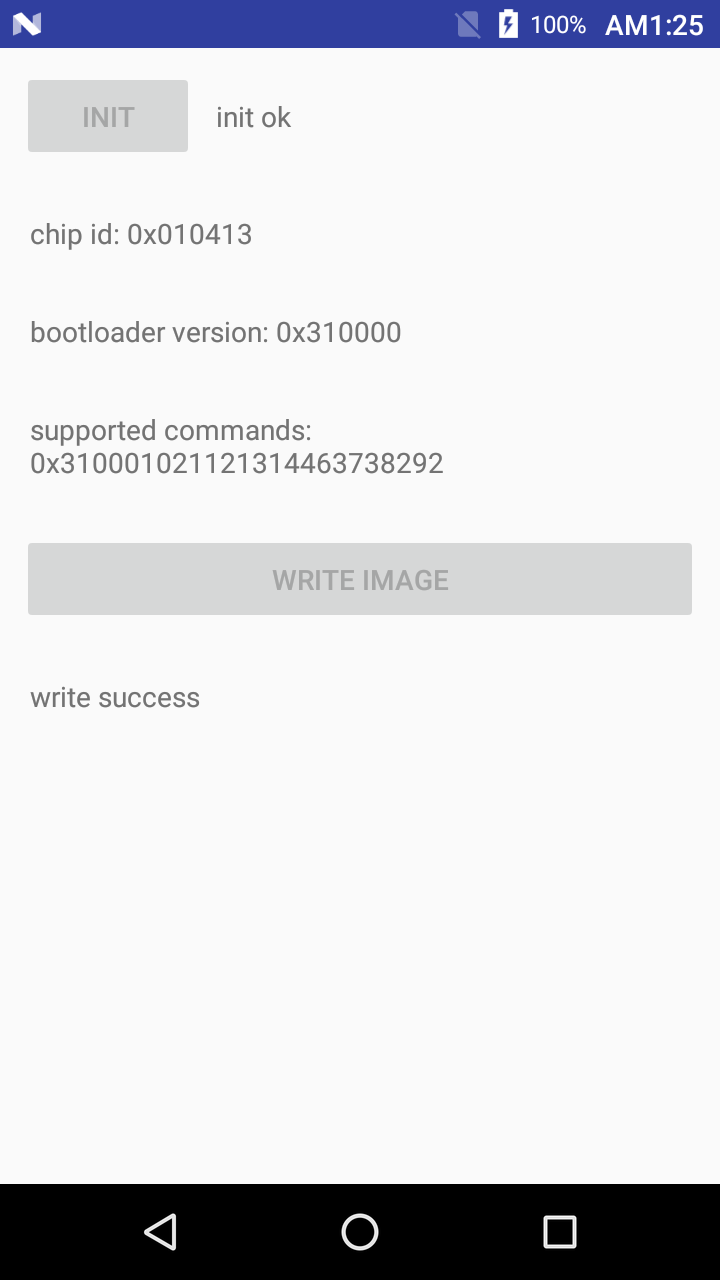 100% AM1:25
INIT init ok
chip id: 0x010413
bootloader version: 0x310000
supported commands:
0x310001021121314463738292
WRITE IMAGE
write success